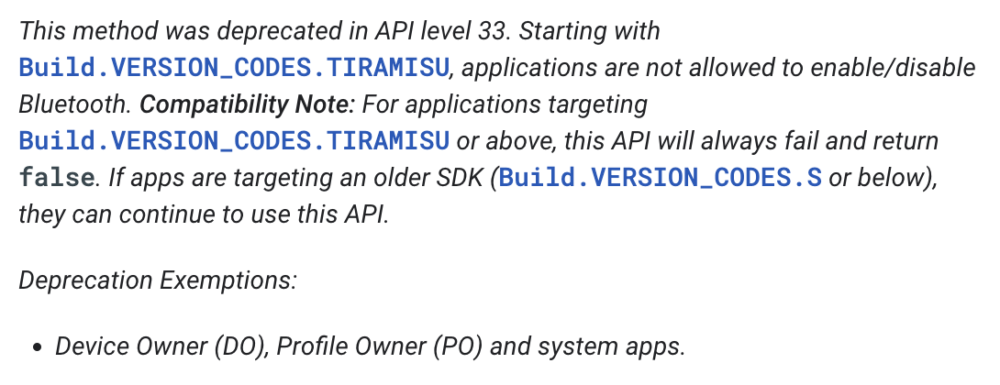 This method was deprecated in API level 33. Starting with
Build.VERSION_CODES.TIRAMISU, applications are not allowed to enable/disable
Bluetooth. Compatibility Note: For applications targeting
Build.VERSION_CODES.TIRAMISU or above, this API will always fail and return
false. If apps are targeting an older SDK (Build.VERSION_CODES.S or below),
they can continue to use this API.
Deprecation Exemptions:
• Device Owner (DO), Profile Owner (PO) and system apps.